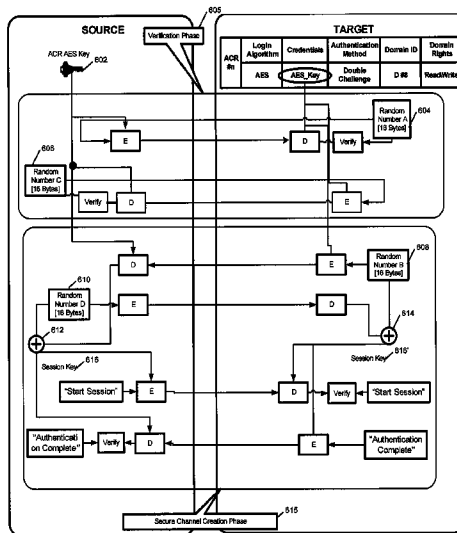 SOURCE
605
TARGET
Verification Phase
ACR AES Key
602
ACR
#n
Login
Algorithm
Credentials
Authentication
Method
Domain ID
Domain
Rights
AES
AES_Key
Double
Challenge
D #8
Read/Write
Random
Number A
[16 Bytes]
604
E
D
Verify
606
Random
Number C
[16 Bytes]
Verify
D
E
D
E
Random
Number B
[16 Bytes]
608
610
Random
Number D
[16 Bytes]
E
D
612
614
Session Key
616
Session Key
616'
"Start Session"
E
D
Verify
"Start Session"
"Authenticati
on Complete"
Verify
D
E
"Authentication
Complete"
Secure Channel Creation Phase
615